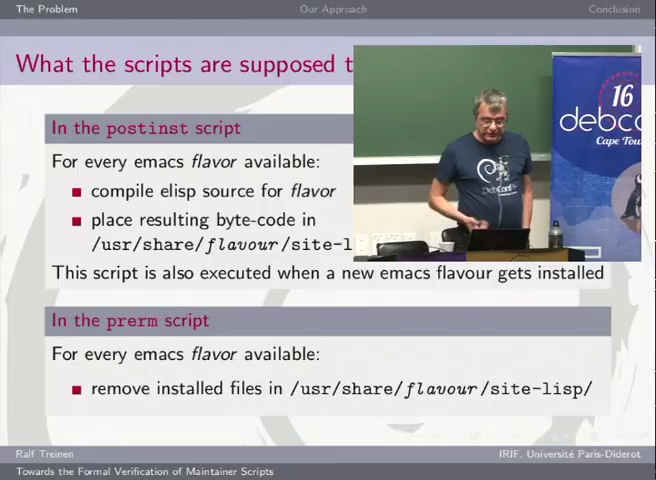 The Problem
Our Approach
Conclusion
What the scripts are supposed t
In the postinst script
For every emacs flavor available:
compile elisp source for flavor
place resulting byte-code in
/usr/share/flavour/site-l
This script is also executed when a new emacs flavour gets installed
In the prerm script
For every emacs flavor available:
remove installed files in /usr/share/flavour/site-lisp/
16
debco
Cape Tow
DebConf
Ralf Treinen
IRIF, Université Paris-Diderot
Towards the Formal Verification of Maintainer Scripts